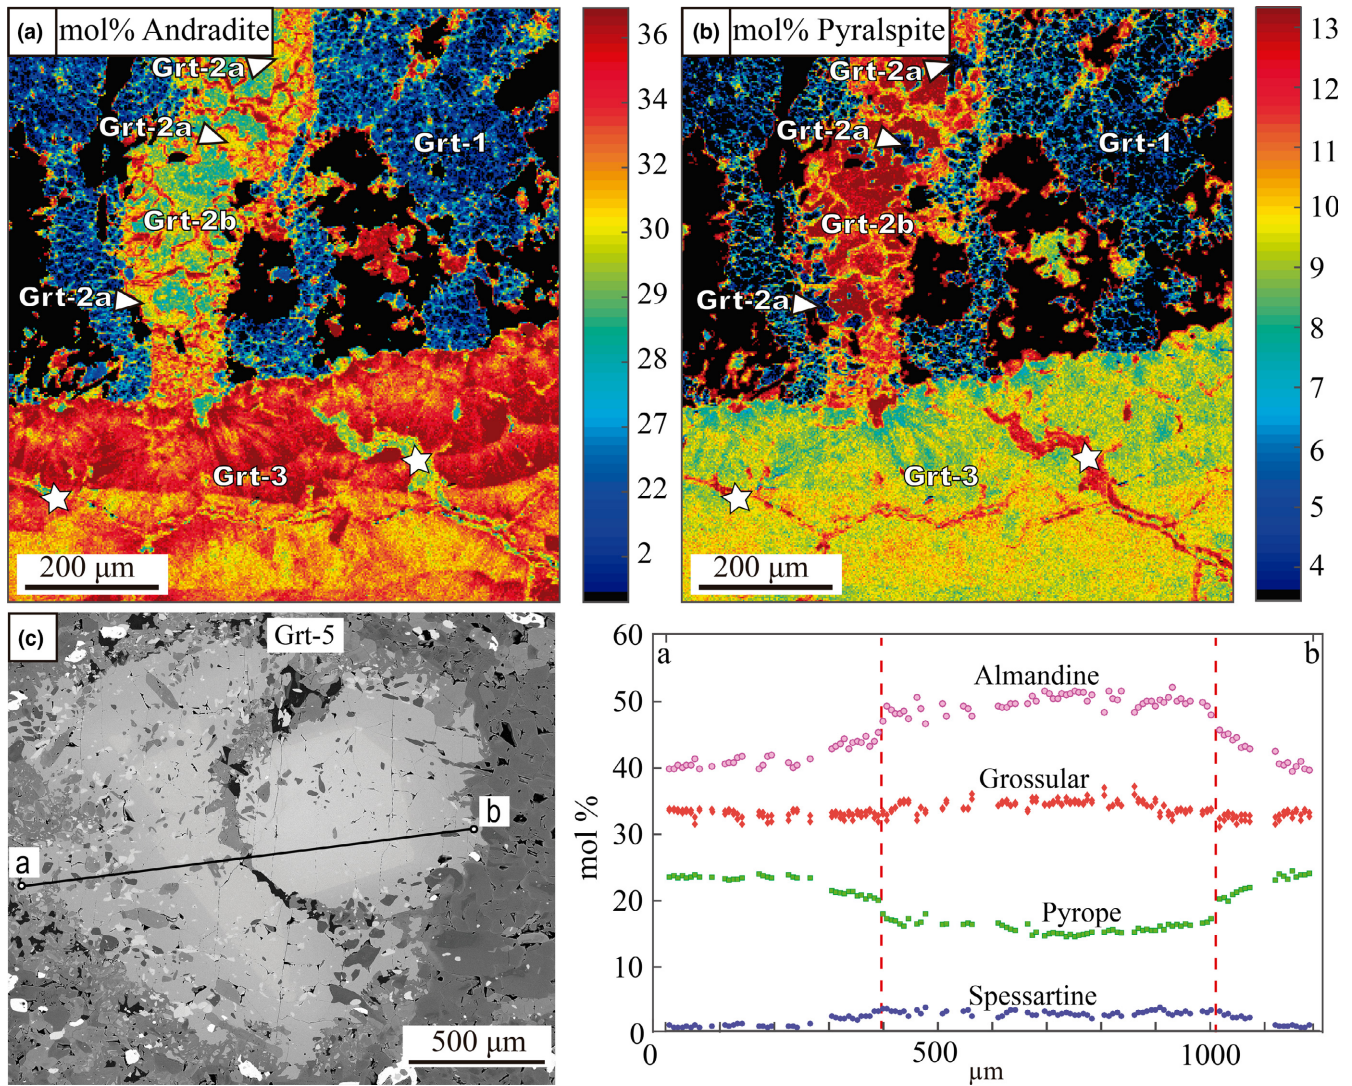 (a) mol% Andradite
Grt-2a
Grt-2a
Grt-1
Grt-2b
Grt-2a
Grt-3
200 µm
36
34
32
30
29
28
27
22
2
(b) mol% Pyralspite
Grt-2a
Grt-2a
Grt-1
Grt-2b
Grt-2a
Grt-3
200 µm
13
12
11
10
9
8
7
6
5
4
(c)
Grt-5
a
b
500 µm
60
50
40
30
20
10
0
mol %
a
b
Almandine
Grossular
Pyrope
Spessartine
0
500
1000
µm